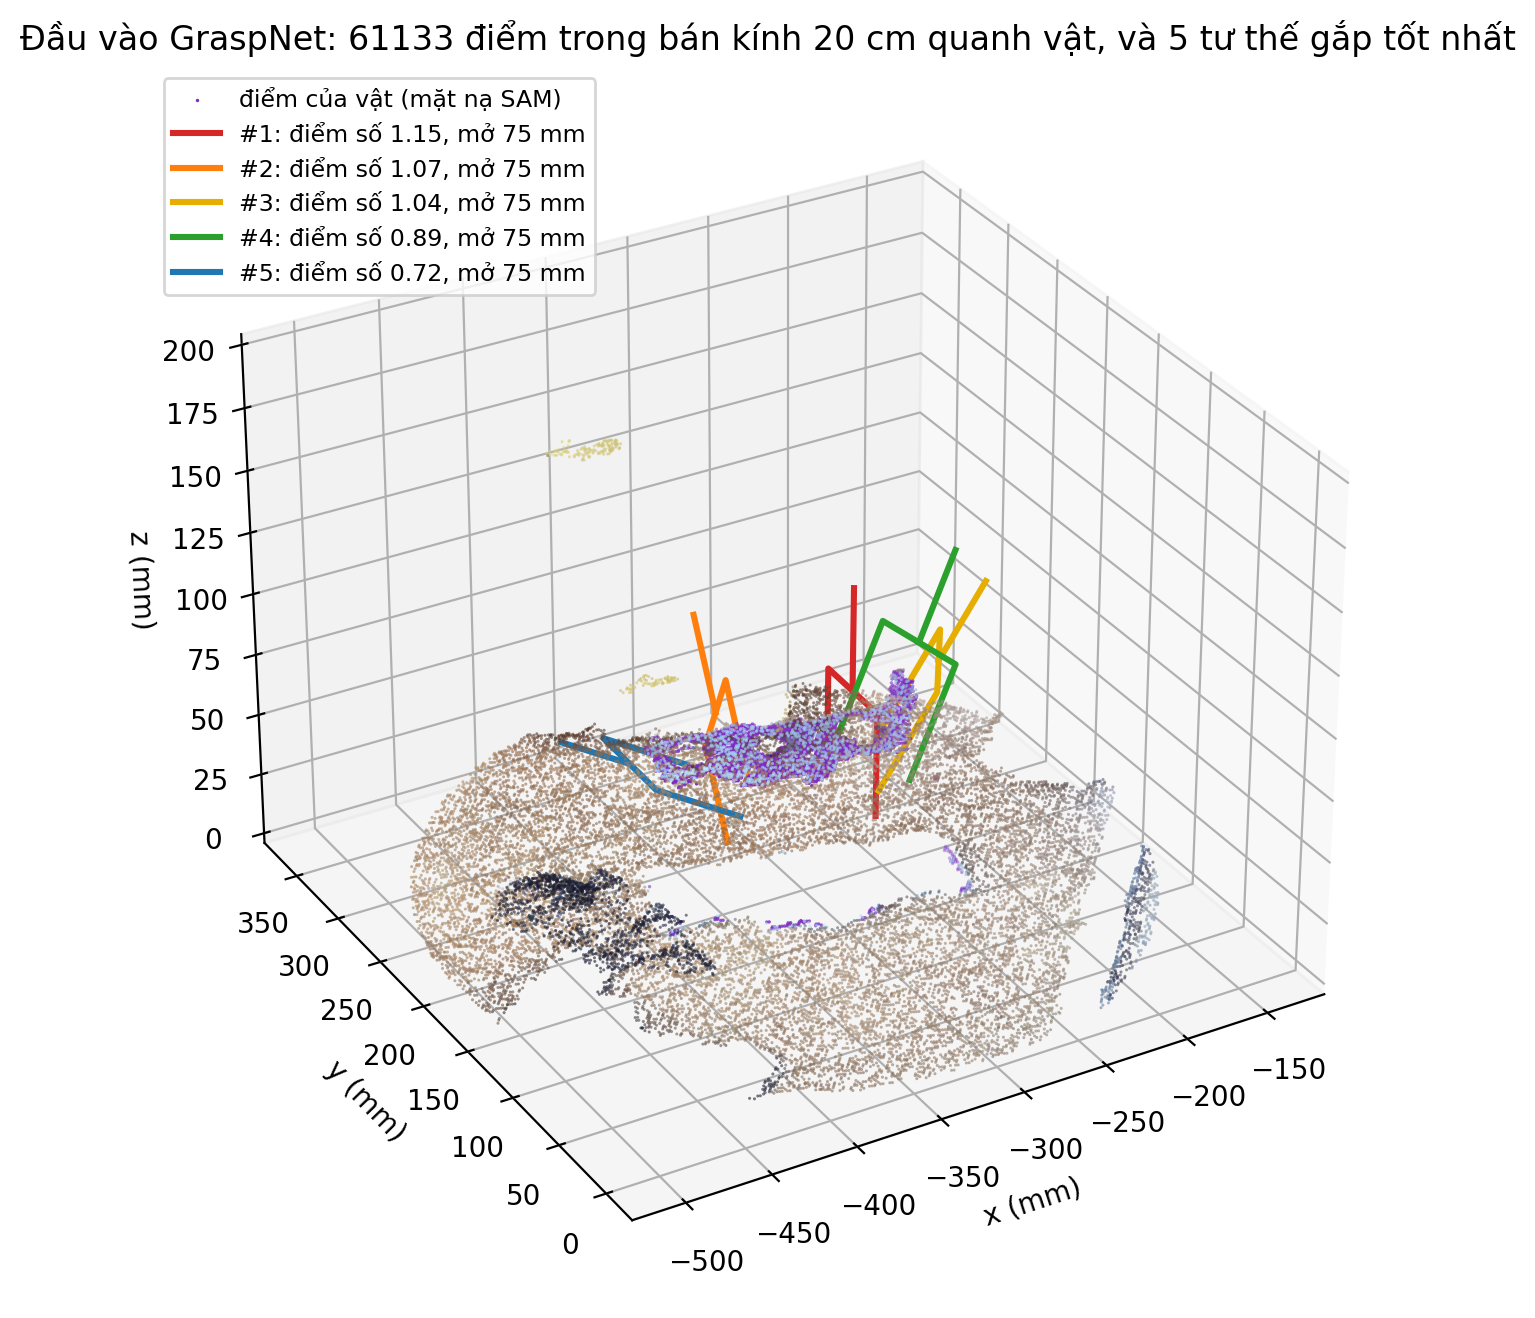 Đầu vào GraspNet: 61133 điểm trong bán kính 20 cm quanh vật, và 5 tư thế gắp tốt nhất
điểm của vật (mặt nạ SAM)
#1: điểm số 1.15, mở 75 mm
#2: điểm số 1.07, mở 75 mm
#3: điểm số 1.04, mở 75 mm
#4: điểm số 0.89, mở 75 mm
#5: điểm số 0.72, mở 75 mm
200
175
150
125
100
75
50
25
0
z (mm)
350
300
250
200
150
100
50
0
y (mm)
−500
−450
−400
−350
−300
−250
−200
−150
x (mm)